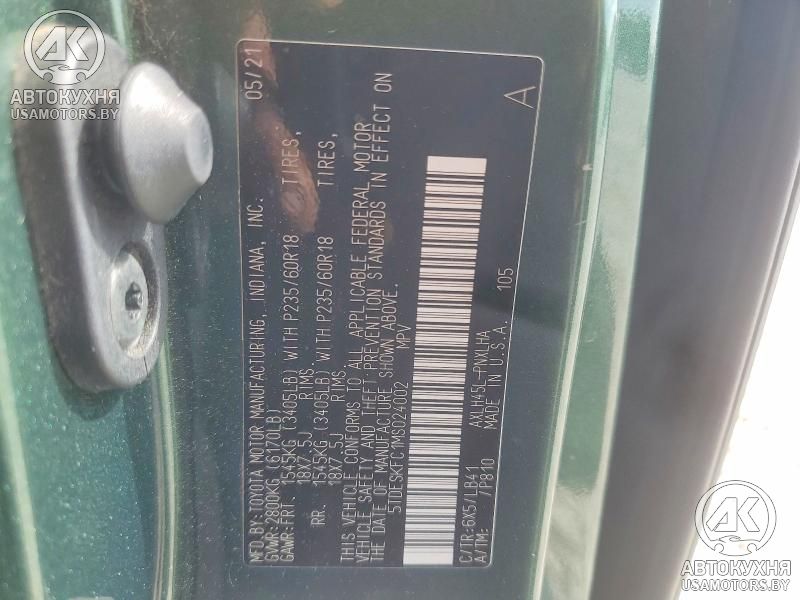 AK
АВТОКУХНЯ
USAMOTORS.BY
MFD.BY:TOYOTA MOTOR MANUFACTURING, INDIANA, INC. 05/21
GVWR:2800KG (6170LB)
GAWR:FRT. 1545KG (3405LB) WITH P235/60R18 TIRES,
18X7.5J RIMS.
RR. 1545KG (3405LB) WITH P235/60R18 TIRES,
18X7.5J RIMS.
THIS VEHICLE CONFORMS TO ALL APPLICABLE FEDERAL MOTOR
VEHICLE SAFETY AND THEFT PREVENTION STANDARDS IN EFFECT ON
THE DATE OF MANUFACTURE SHOWN ABOVE.
5TDESKFC1MS024002 MPV
C/TR:6X5/LB41 AXLH45L-PNXLHA 105 A
A/TM: /P810 MADE IN U.S.A.
AK
АВТОКУХНЯ
USAMOTORS.BY